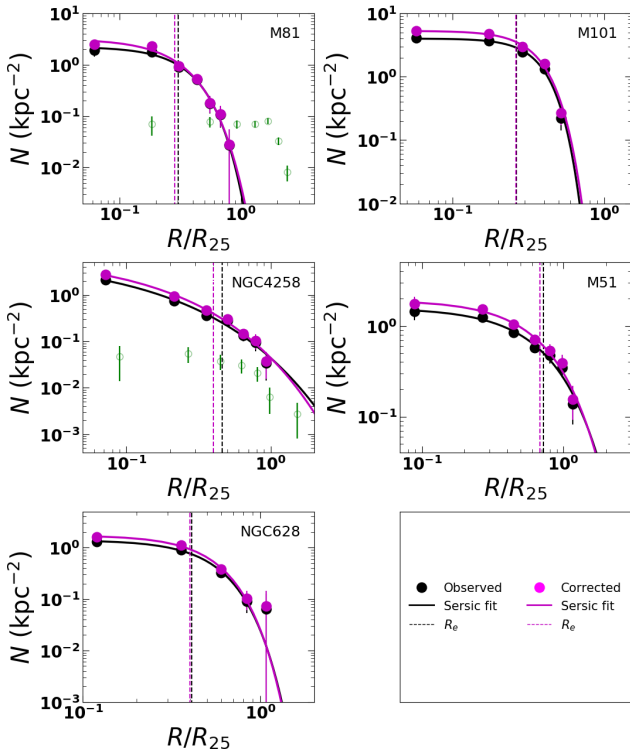 M81
10¹
10⁰
10⁻¹
10⁻²
N (kpc⁻²)
10⁻¹
10⁰
R/R₂₅
M101
10¹
10⁰
10⁻¹
10⁻²
N (kpc⁻²)
10⁻¹
10⁰
R/R₂₅
NGC4258
10⁰
10⁻¹
10⁻²
10⁻³
N (kpc⁻²)
10⁻¹
10⁰
R/R₂₅
M51
10⁰
10⁻¹
N (kpc⁻²)
10⁻¹
10⁰
R/R₂₅
NGC628
10⁰
10⁻¹
10⁻²
10⁻³
N (kpc⁻²)
10⁻¹
10⁰
R/R₂₅
Observed
Sersic fit
Rₑ
Corrected
Sersic fit
Rₑ